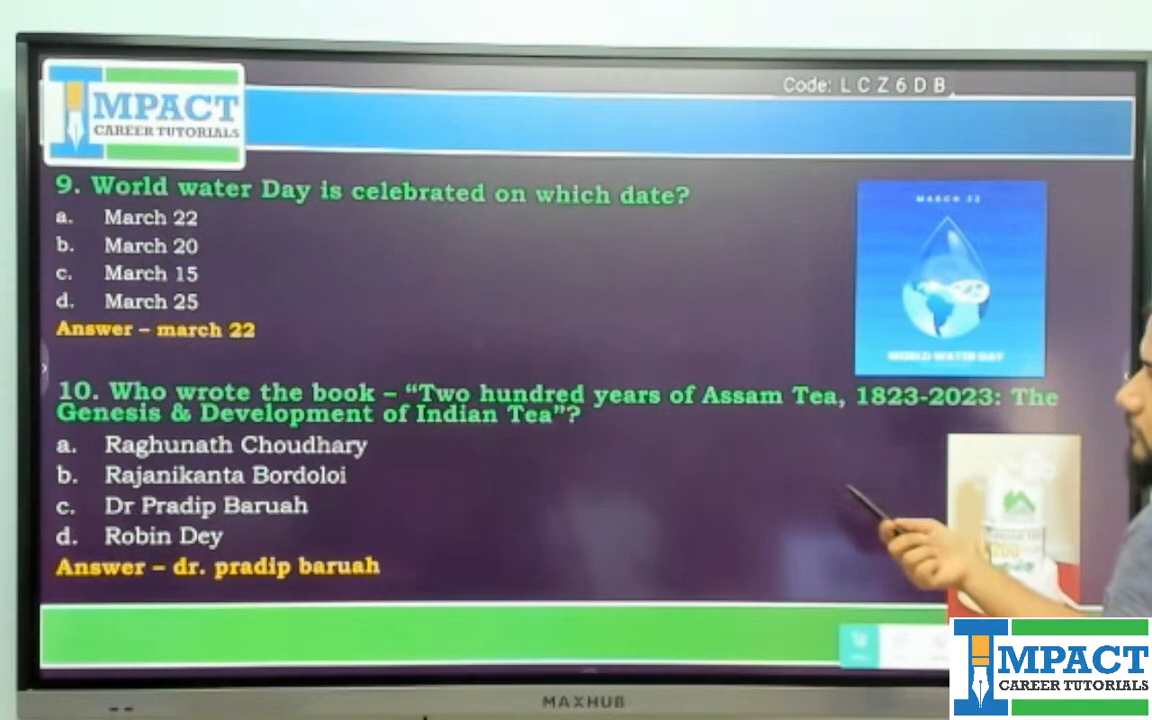 Code: L C Z 6 D B
IMPACT
CAREER TUTORIALS
9. World water Day is celebrated on which date?
a. March 22
b. March 20
c. March 15
d. March 25
Answer – march 22
MARCH 22
WORLD WATER DAY
10. Who wrote the book – “Two hundred years of Assam Tea, 1823-2023: The
Genesis & Development of Indian Tea”?
a. Raghunath Choudhary
b. Rajanikanta Bordoloi
c. Dr Pradip Baruah
d. Robin Dey
Answer – dr. pradip baruah
200
MAXHUB
IMPACT
CAREER TUTORIALS